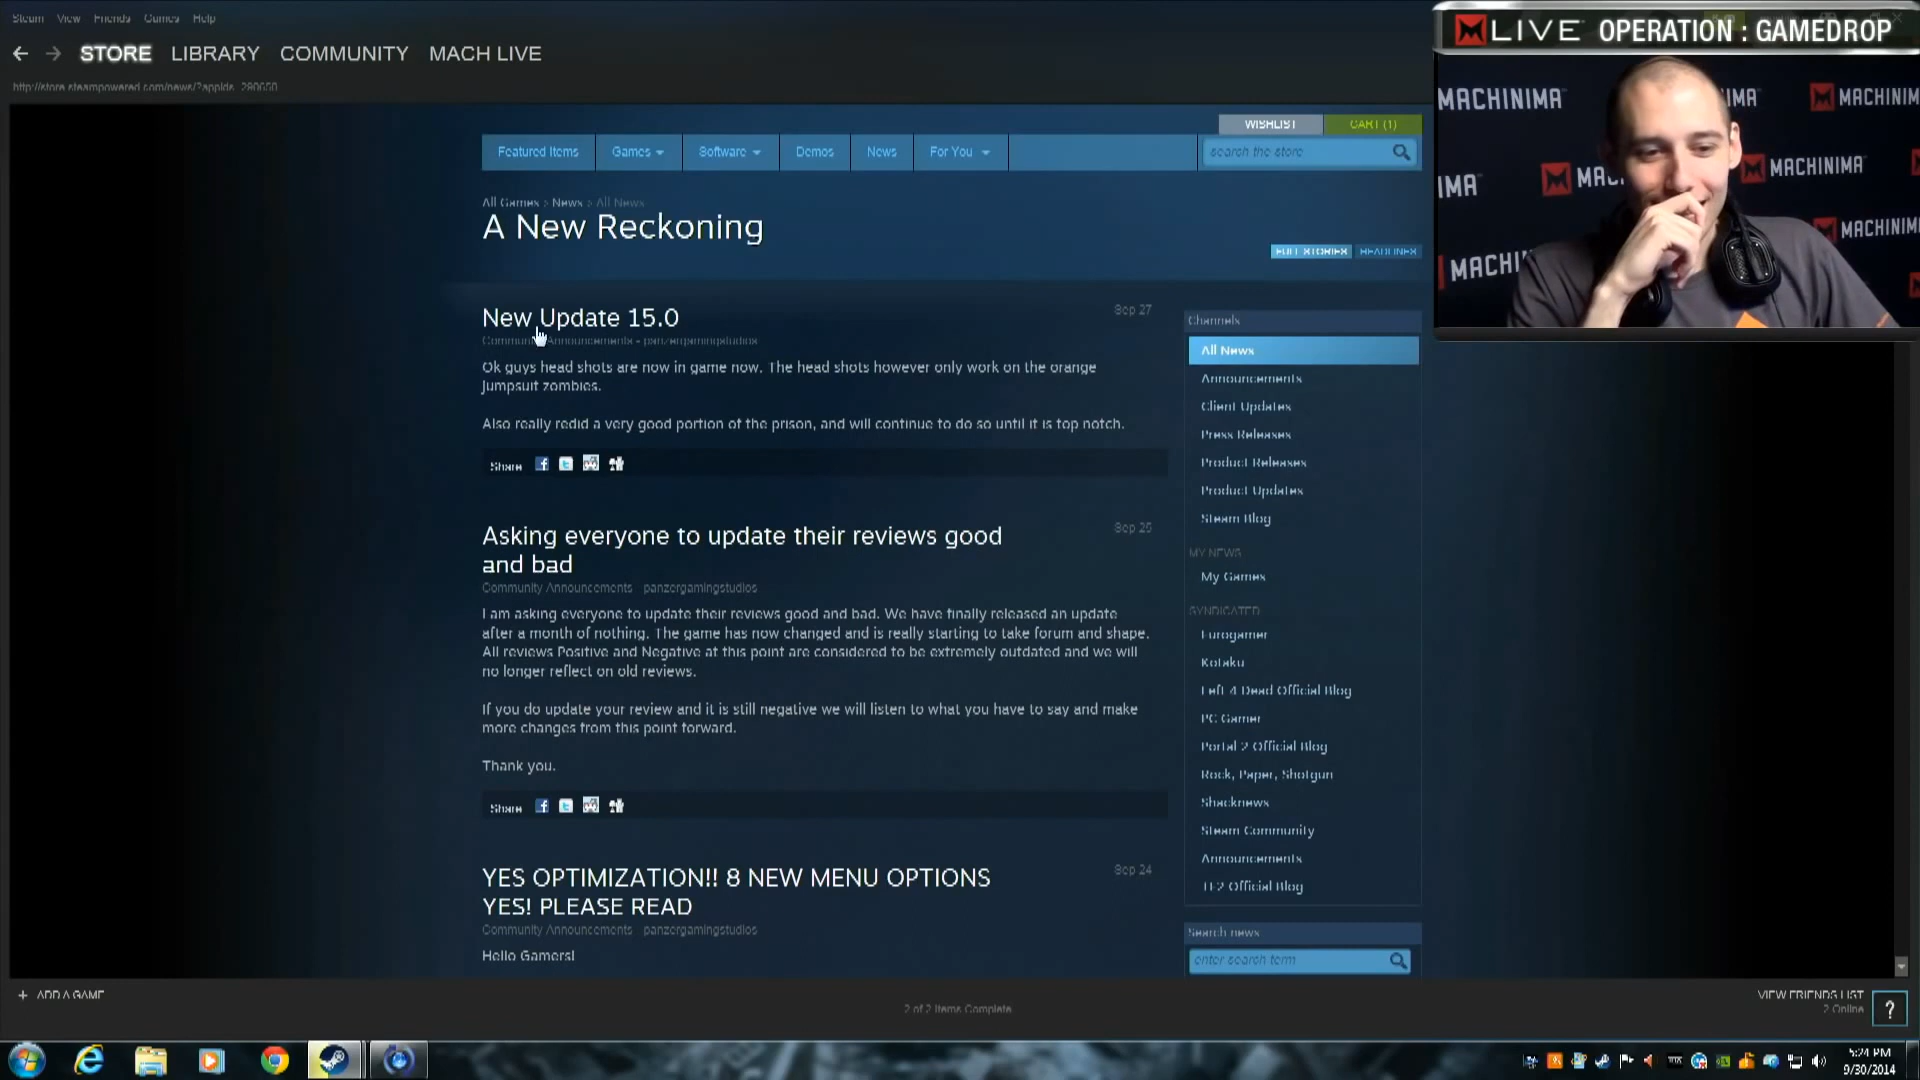 Steam View Friends Games Help
STORE LIBRARY COMMUNITY MACH LIVE
http://store.steampowered.com/news/?appids=280650
LIVE OPERATION : GAMEDROP
MACHINIMA
MACHINIMA
MACHINIMA
MACHINIMA
WISHLIST CART (1)
Featured Items Games Software Demos News For You search the store
All Games > News > All News
A New Reckoning
FULL STORIES HEADLINES
New Update 15.0
Sep 27
Announcements - panzergamingstudios
Ok guys head shots are now in game now. The head shots however only work on the orange
jumpsuit zombies.
Also really redid a very good portion of the prison, and will continue to do so until it is top notch.
Share
Asking everyone to update their reviews good
and bad
Sep 25
Community Announcements panzergamingstudios
I am asking everyone to update their reviews good and bad. We have finally released an update
after a month of nothing. The game has now changed and is really starting to take forum and shape.
All reviews Positive and Negative at this point are considered to be extremely outdated and we will
no longer reflect on old reviews.
If you do update your review and it is still negative we will listen to what you have to say and make
more changes from this point forward.
Thank you.
Share
YES OPTIMIZATION!! 8 NEW MENU OPTIONS
YES! PLEASE READ
Sep 24
Community Announcements panzergamingstudios
Hello Gamers!
Channels
All News
Announcements
Client Updates
Press Releases
Product Releases
Product Updates
Steam Blog
MY NEWS
My Games
SYNDICATED
Eurogamer
Kotaku
Left 4 Dead Official Blog
PC Gamer
Portal 2 Official Blog
Rock, Paper, Shotgun
Shacknews
Steam Community
Announcements
TF2 Official Blog
Search news
enter search term
+ ADD A GAME
2 of 2 Items Complete
VIEW FRIENDS LIST
2 Online
?
5:24 PM
9/30/2014